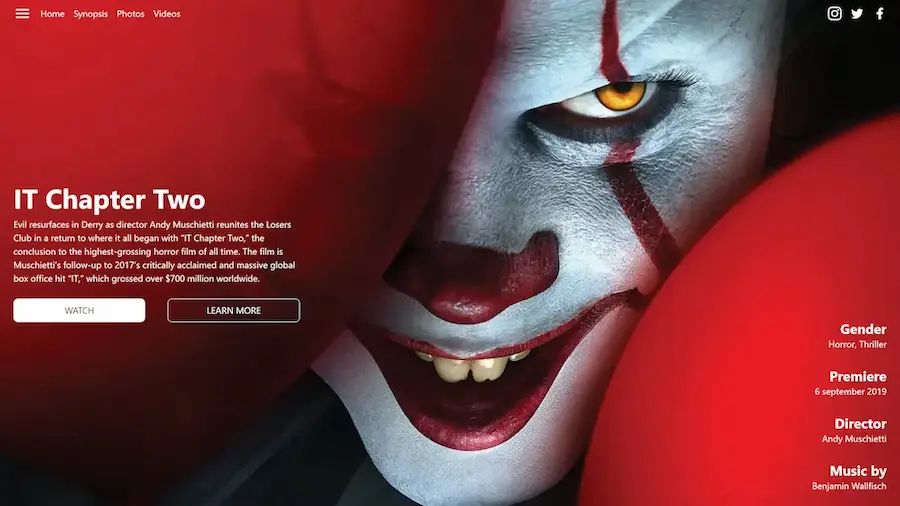 Home Synopsis Photos Videos
IT Chapter Two
Evil resurfaces in Derry as director Andy Muschietti reunites the Losers
Club in a return to where it all began with "IT Chapter Two," the
conclusion to the highest-grossing horror film of all time. The film is
Muschietti's follow-up to 2017's critically acclaimed and massive global
box office hit "IT," which grossed over $700 million worldwide.
WATCH LEARN MORE
Gender
Horror, Thriller
Premiere
6 september 2019
Director
Andy Muschietti
Music by
Benjamin Wallfisch